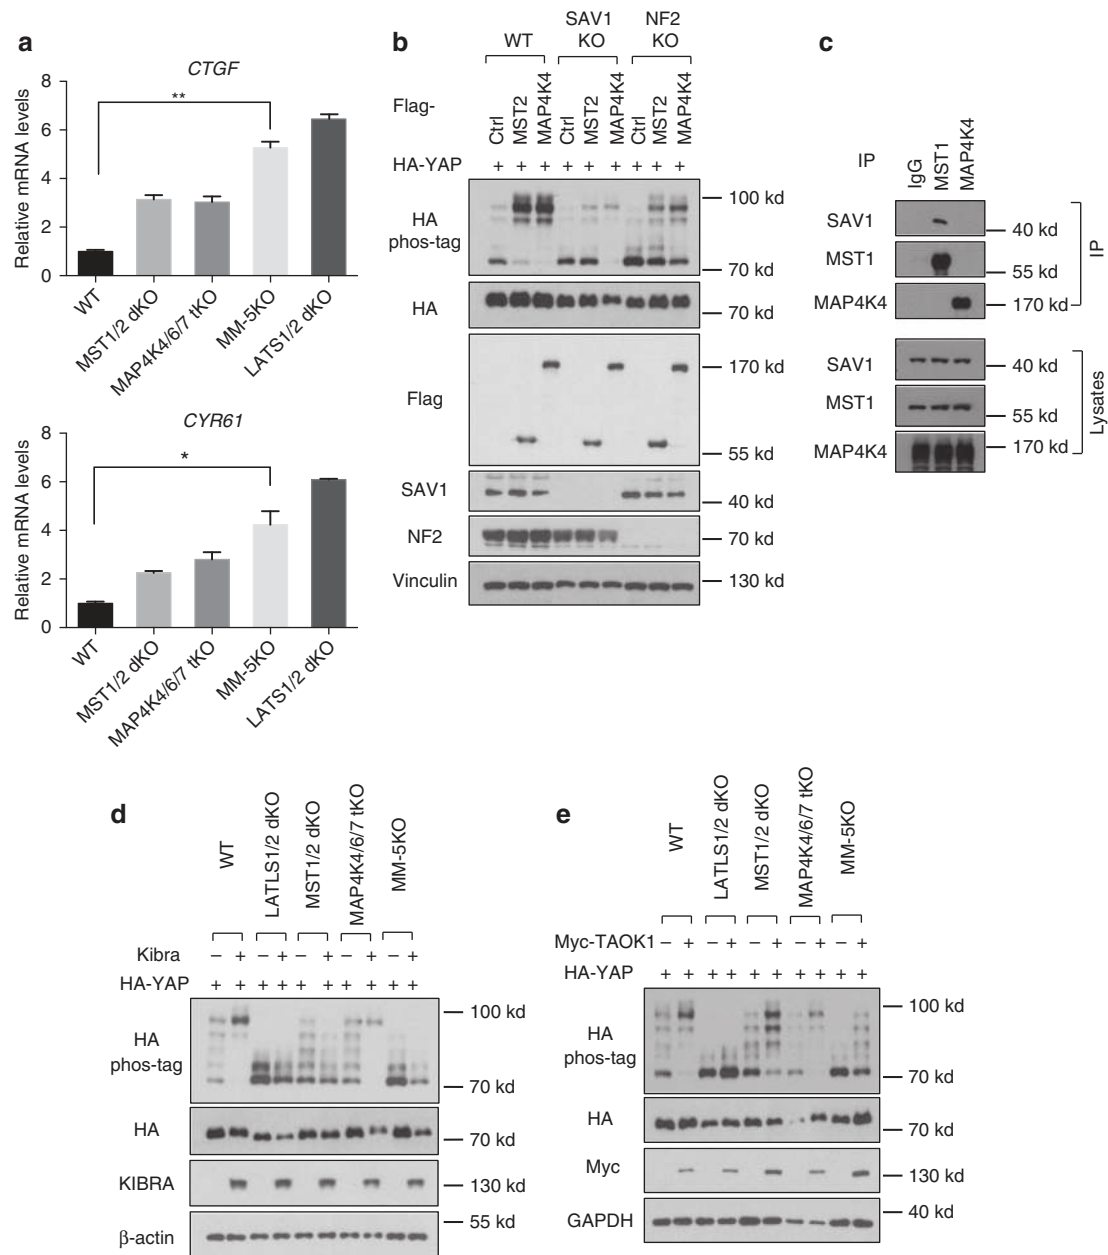 a
CTGF
Relative mRNA levels
8
6
4
2
0
**
WT
MST1/2 dKO
MAP4K4/6/7 tKO
MM-5KO
LATS1/2 dKO
CYR61
Relative mRNA levels
8
6
4
2
0
*
WT
MST1/2 dKO
MAP4K4/6/7 tKO
MM-5KO
LATS1/2 dKO
b
WT
SAV1 KO
NF2 KO
Flag-
Ctrl MST2 MAP4K4 Ctrl MST2 MAP4K4 Ctrl MST2 MAP4K4
HA-YAP + + + + + + + + +
HA phos-tag
100 kd
70 kd
HA
70 kd
Flag
170 kd
55 kd
SAV1
40 kd
NF2
70 kd
Vinculin
130 kd
c
IP
IgG MST1 MAP4K4
SAV1
40 kd
MST1
55 kd
MAP4K4
170 kd
IP
SAV1
40 kd
MST1
55 kd
MAP4K4
170 kd
Lysates
d
WT
LATLS1/2 dKO
MST1/2 dKO
MAP4K4/6/7 tKO
MM-5KO
Kibra − + − + − + − + − +
HA-YAP + + + + + + + + + +
HA phos-tag
100 kd
70 kd
HA
70 kd
KIBRA
130 kd
β-actin
55 kd
e
WT
LATLS1/2 dKO
MST1/2 dKO
MAP4K4/6/7 tKO
MM-5KO
Myc-TAOK1 − + − + − + − + − +
HA-YAP + + + + + + + + + +
HA phos-tag
100 kd
70 kd
HA
70 kd
Myc
130 kd
GAPDH
40 kd